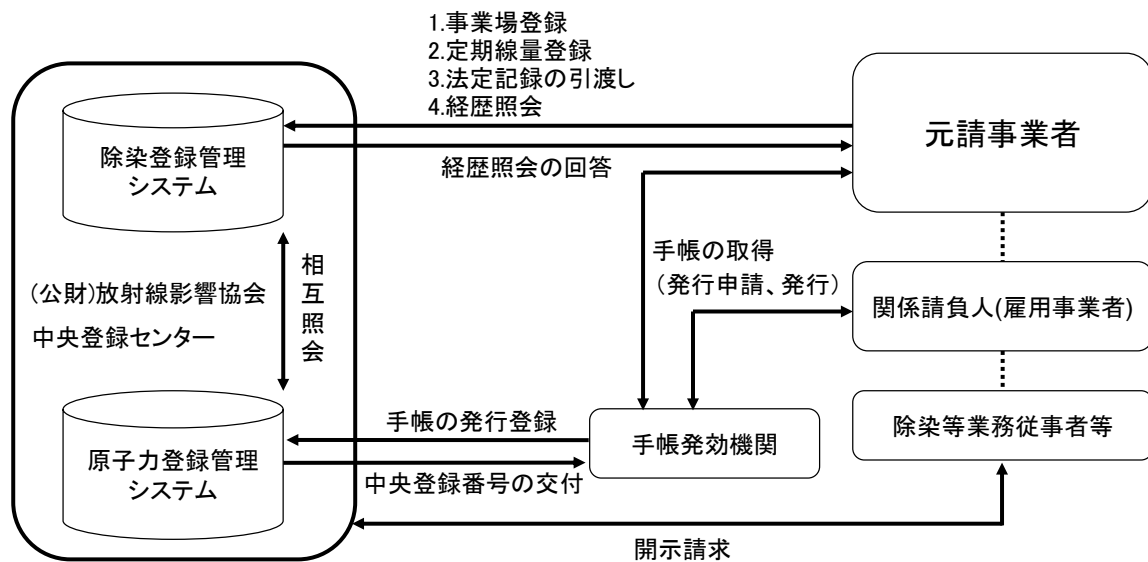 1.事業場登録
2.定期線量登録
3.法定記録の引渡し
4.経歴照会
元請事業者
除染登録管理
システム
経歴照会の回答
手帳の取得
（発行申請、発行）
相互照会
(公財)放射線影響協会
中央登録センター
関係請負人(雇用事業者)
手帳の発行登録
手帳発効機関
除染等業務従事者等
原子力登録管理
システム
中央登録番号の交付
開示請求